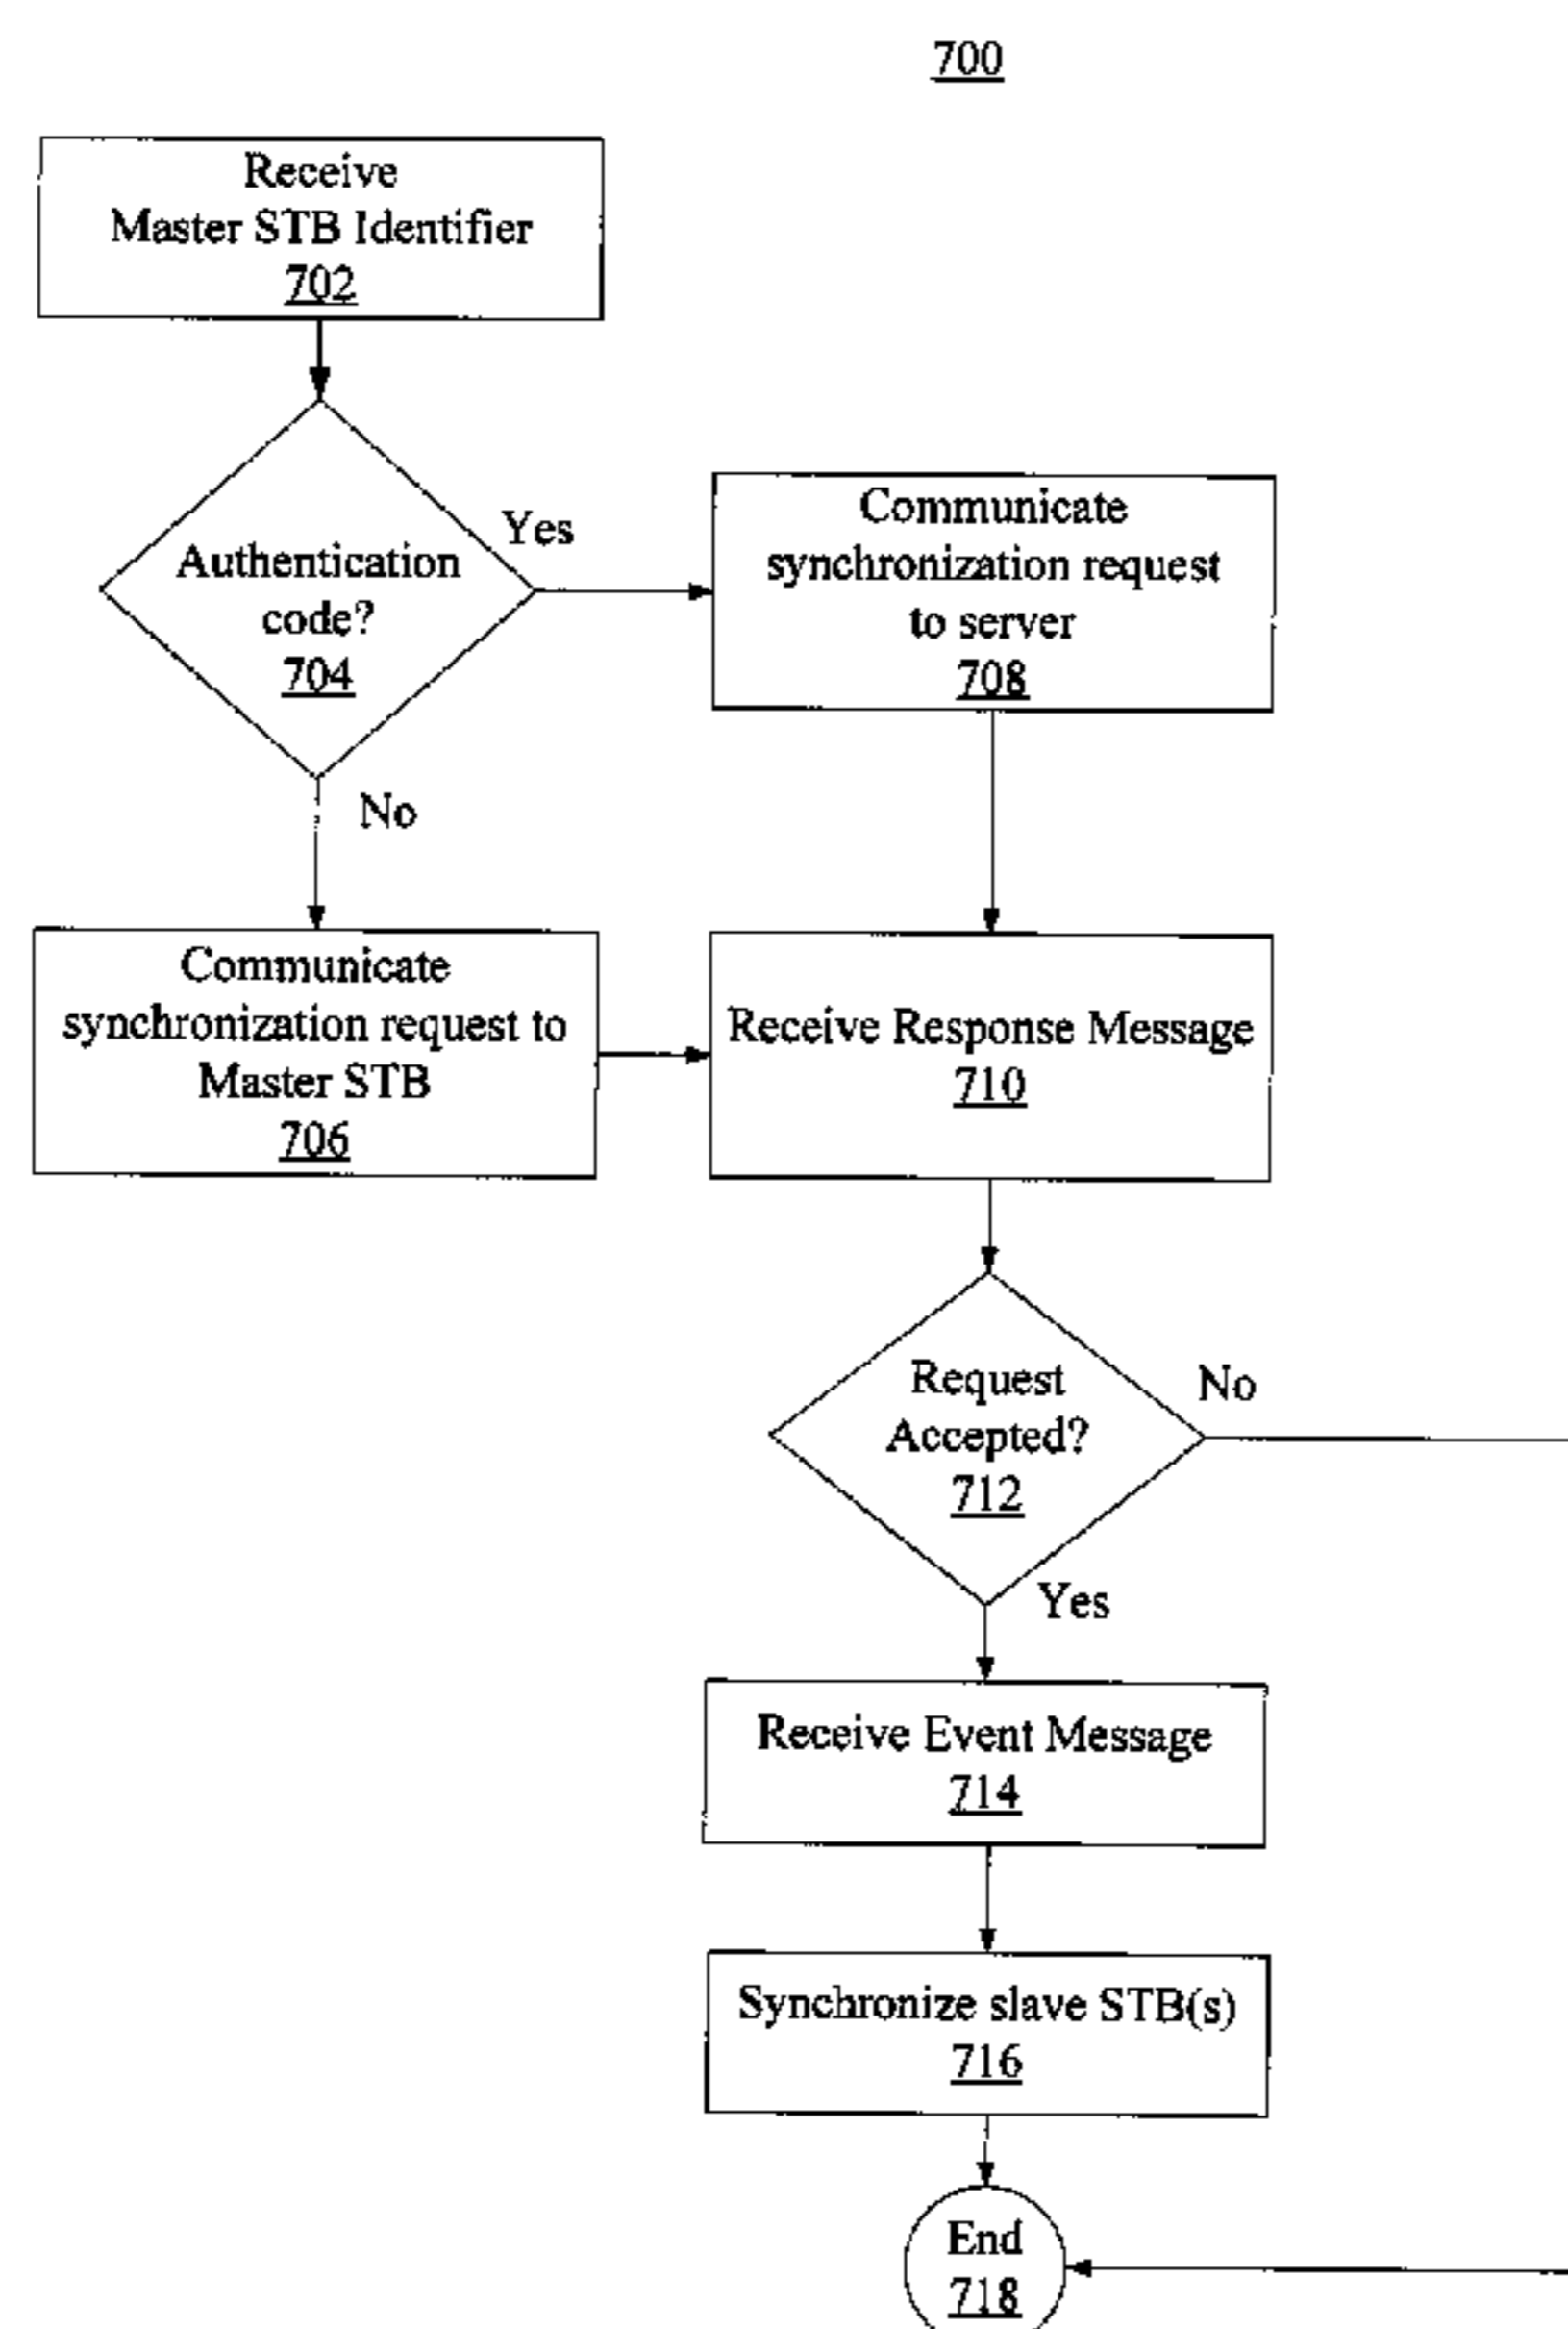 700
Receive
Master STB Identifier
702
Authentication
code?
704
Yes
No
Communicate
synchronization request
to server
708
Communicate
synchronization request to
Master STB
706
Receive Response Message
710
Request
Accepted?
712
No
Yes
Receive Event Message
714
Synchronize slave STB(s)
716
End
718